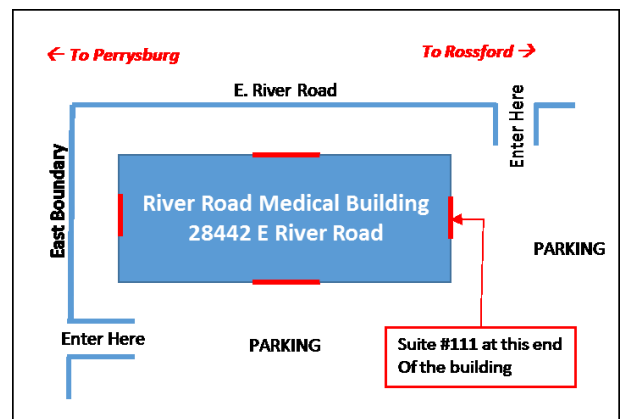 ← To Perrysburg
To Rossford →
E. River Road
Enter Here
East Boundary
River Road Medical Building
28442 E River Road
PARKING
Enter Here
PARKING
Suite #111 at this end
Of the building